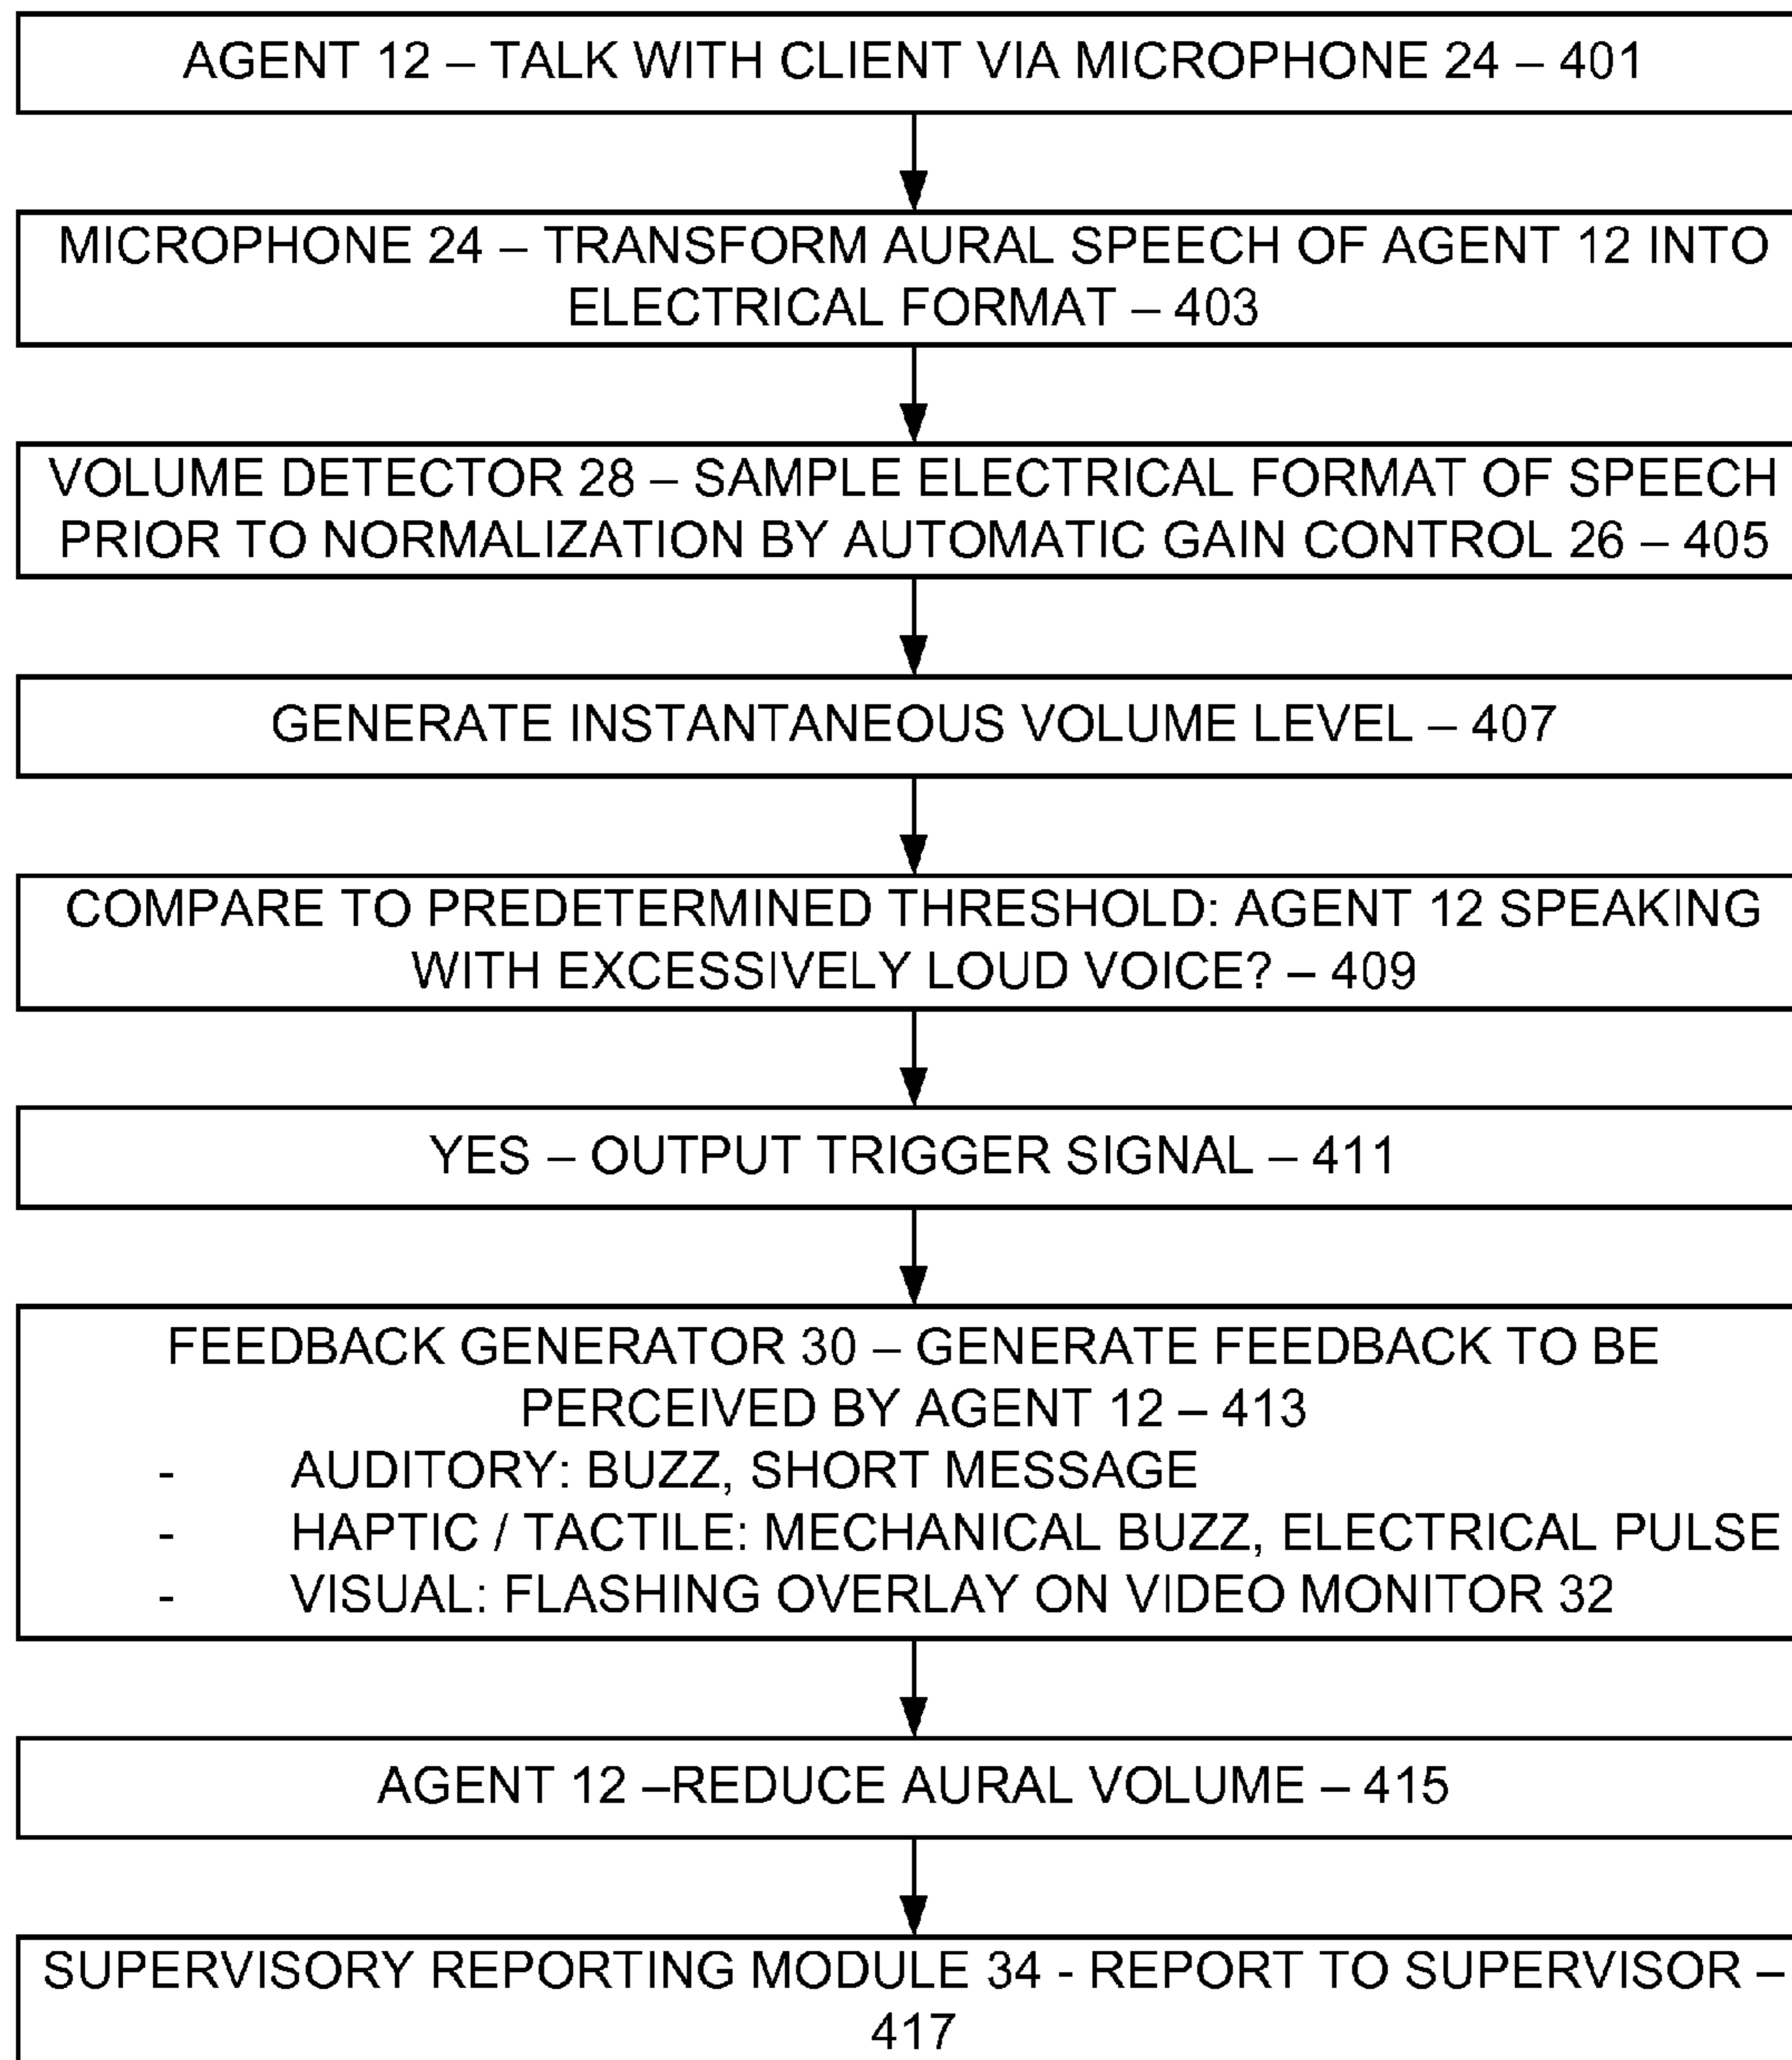 AGENT 12 – TALK WITH CLIENT VIA MICROPHONE 24 – 401
MICROPHONE 24 – TRANSFORM AURAL SPEECH OF AGENT 12 INTO
ELECTRICAL FORMAT – 403
VOLUME DETECTOR 28 – SAMPLE ELECTRICAL FORMAT OF SPEECH
PRIOR TO NORMALIZATION BY AUTOMATIC GAIN CONTROL 26 – 405
GENERATE INSTANTANEOUS VOLUME LEVEL – 407
COMPARE TO PREDETERMINED THRESHOLD: AGENT 12 SPEAKING
WITH EXCESSIVELY LOUD VOICE? – 409
YES – OUTPUT TRIGGER SIGNAL – 411
FEEDBACK GENERATOR 30 – GENERATE FEEDBACK TO BE
PERCEIVED BY AGENT 12 – 413
- AUDITORY: BUZZ, SHORT MESSAGE
- HAPTIC / TACTILE: MECHANICAL BUZZ, ELECTRICAL PULSE
- VISUAL: FLASHING OVERLAY ON VIDEO MONITOR 32
AGENT 12 –REDUCE AURAL VOLUME – 415
SUPERVISORY REPORTING MODULE 34 - REPORT TO SUPERVISOR –
417